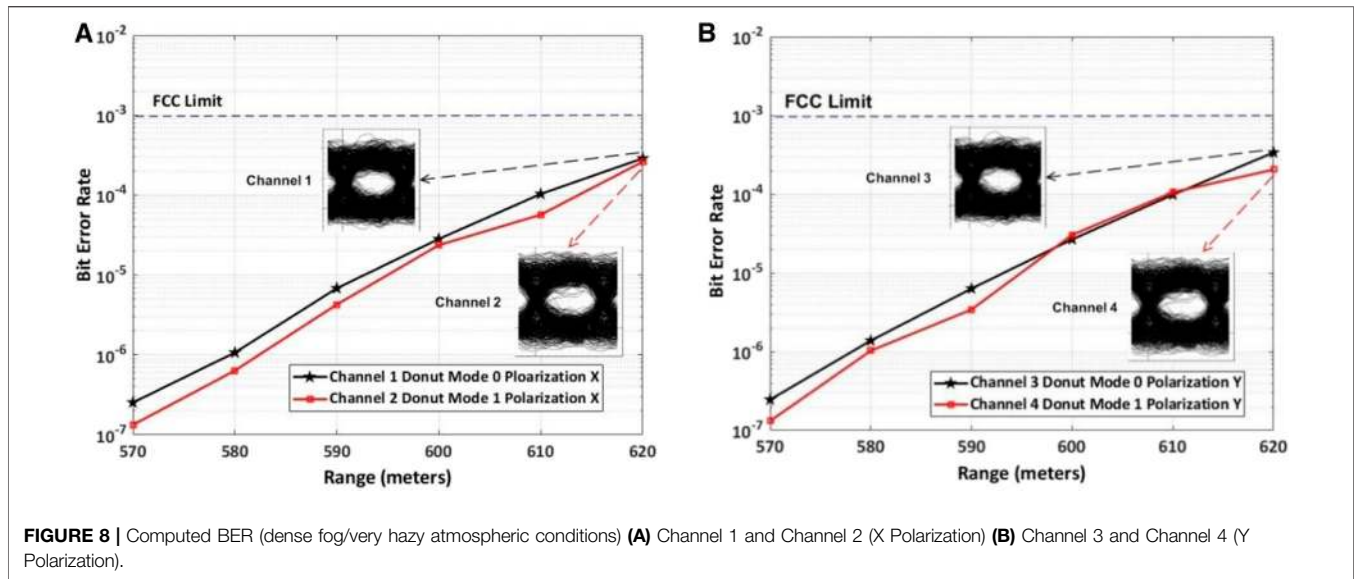 A
10^-2
10^-3
10^-4
10^-5
10^-6
10^-7
Bit Error Rate
FCC Limit
Channel 1
Channel 2
Channel 1 Donut Mode 0 Ploarization X
Channel 2 Donut Mode 1 Polarization X
570 580 590 600 610 620
Range (meters)
B
10^-2
10^-3
10^-4
10^-5
10^-6
10^-7
Bit Error Rate
FCC Limit
Channel 3
Channel 4
Channel 3 Donut Mode 0 Polarization Y
Channel 4 Donut Mode 1 Polarization Y
570 580 590 600 610 620
Range (meters)
FIGURE 8 | Computed BER (dense fog/very hazy atmospheric conditions) (A) Channel 1 and Channel 2 (X Polarization) (B) Channel 3 and Channel 4 (Y
Polarization).